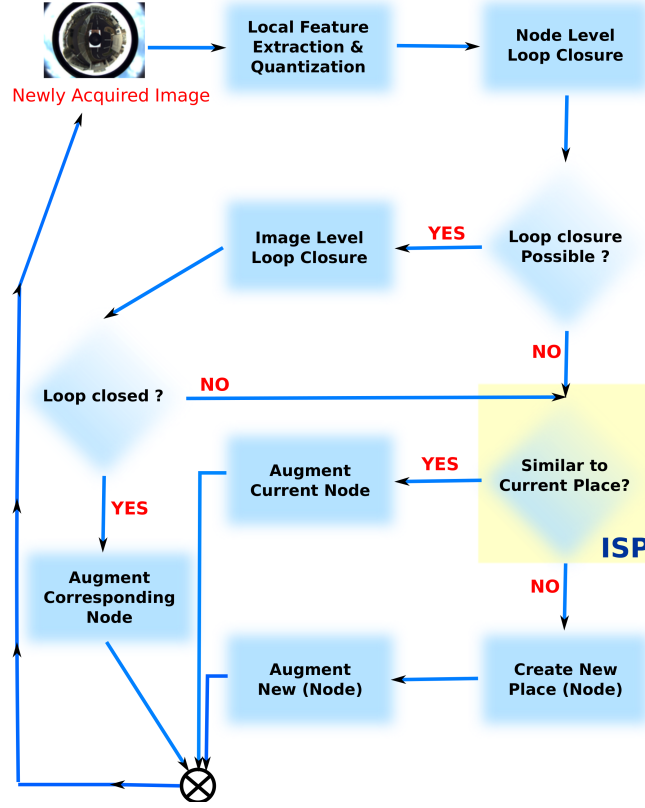 Local Feature
Extraction &
Quantization
Node Level
Loop Closure
Newly Acquired Image
Image Level
Loop Closure
YES
Loop closure
Possible ?
NO
Loop closed ?
NO
Augment
Current Node
YES
Similar to
Current Place?
ISP
YES
NO
Augment
Corresponding
Node
Augment
New (Node)
Create New
Place (Node)